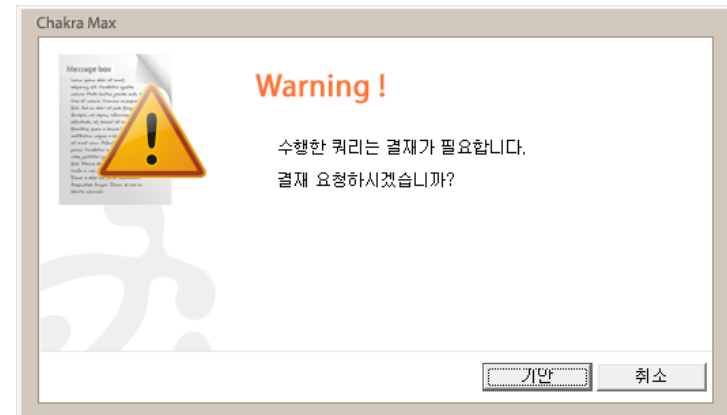 Chakra Max
Message box
Warning !
수행한 쿼리는 결재가 필요합니다.
결재 요청하시겠습니까?
기안
취소